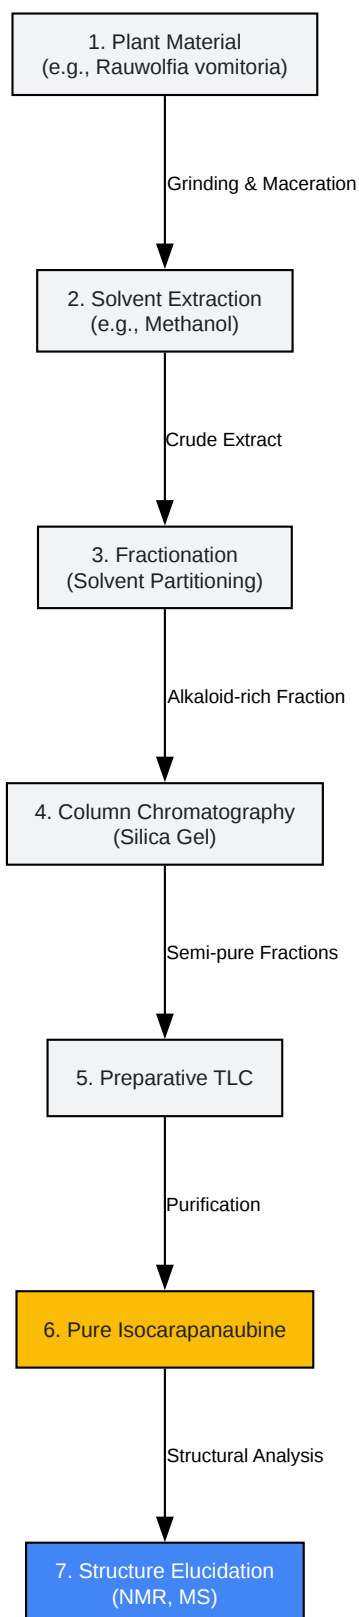 1. Plant Material
(e.g., Rauwolfia vomitoria)
Grinding & Maceration
2. Solvent Extraction
(e.g., Methanol)
Crude Extract
3. Fractionation
(Solvent Partitioning)
Alkaloid-rich Fraction
4. Column Chromatography
(Silica Gel)
Semi-pure Fractions
5. Preparative TLC
Purification
6. Pure Isocarapanaubine
Structural Analysis
7. Structure Elucidation
(NMR, MS)